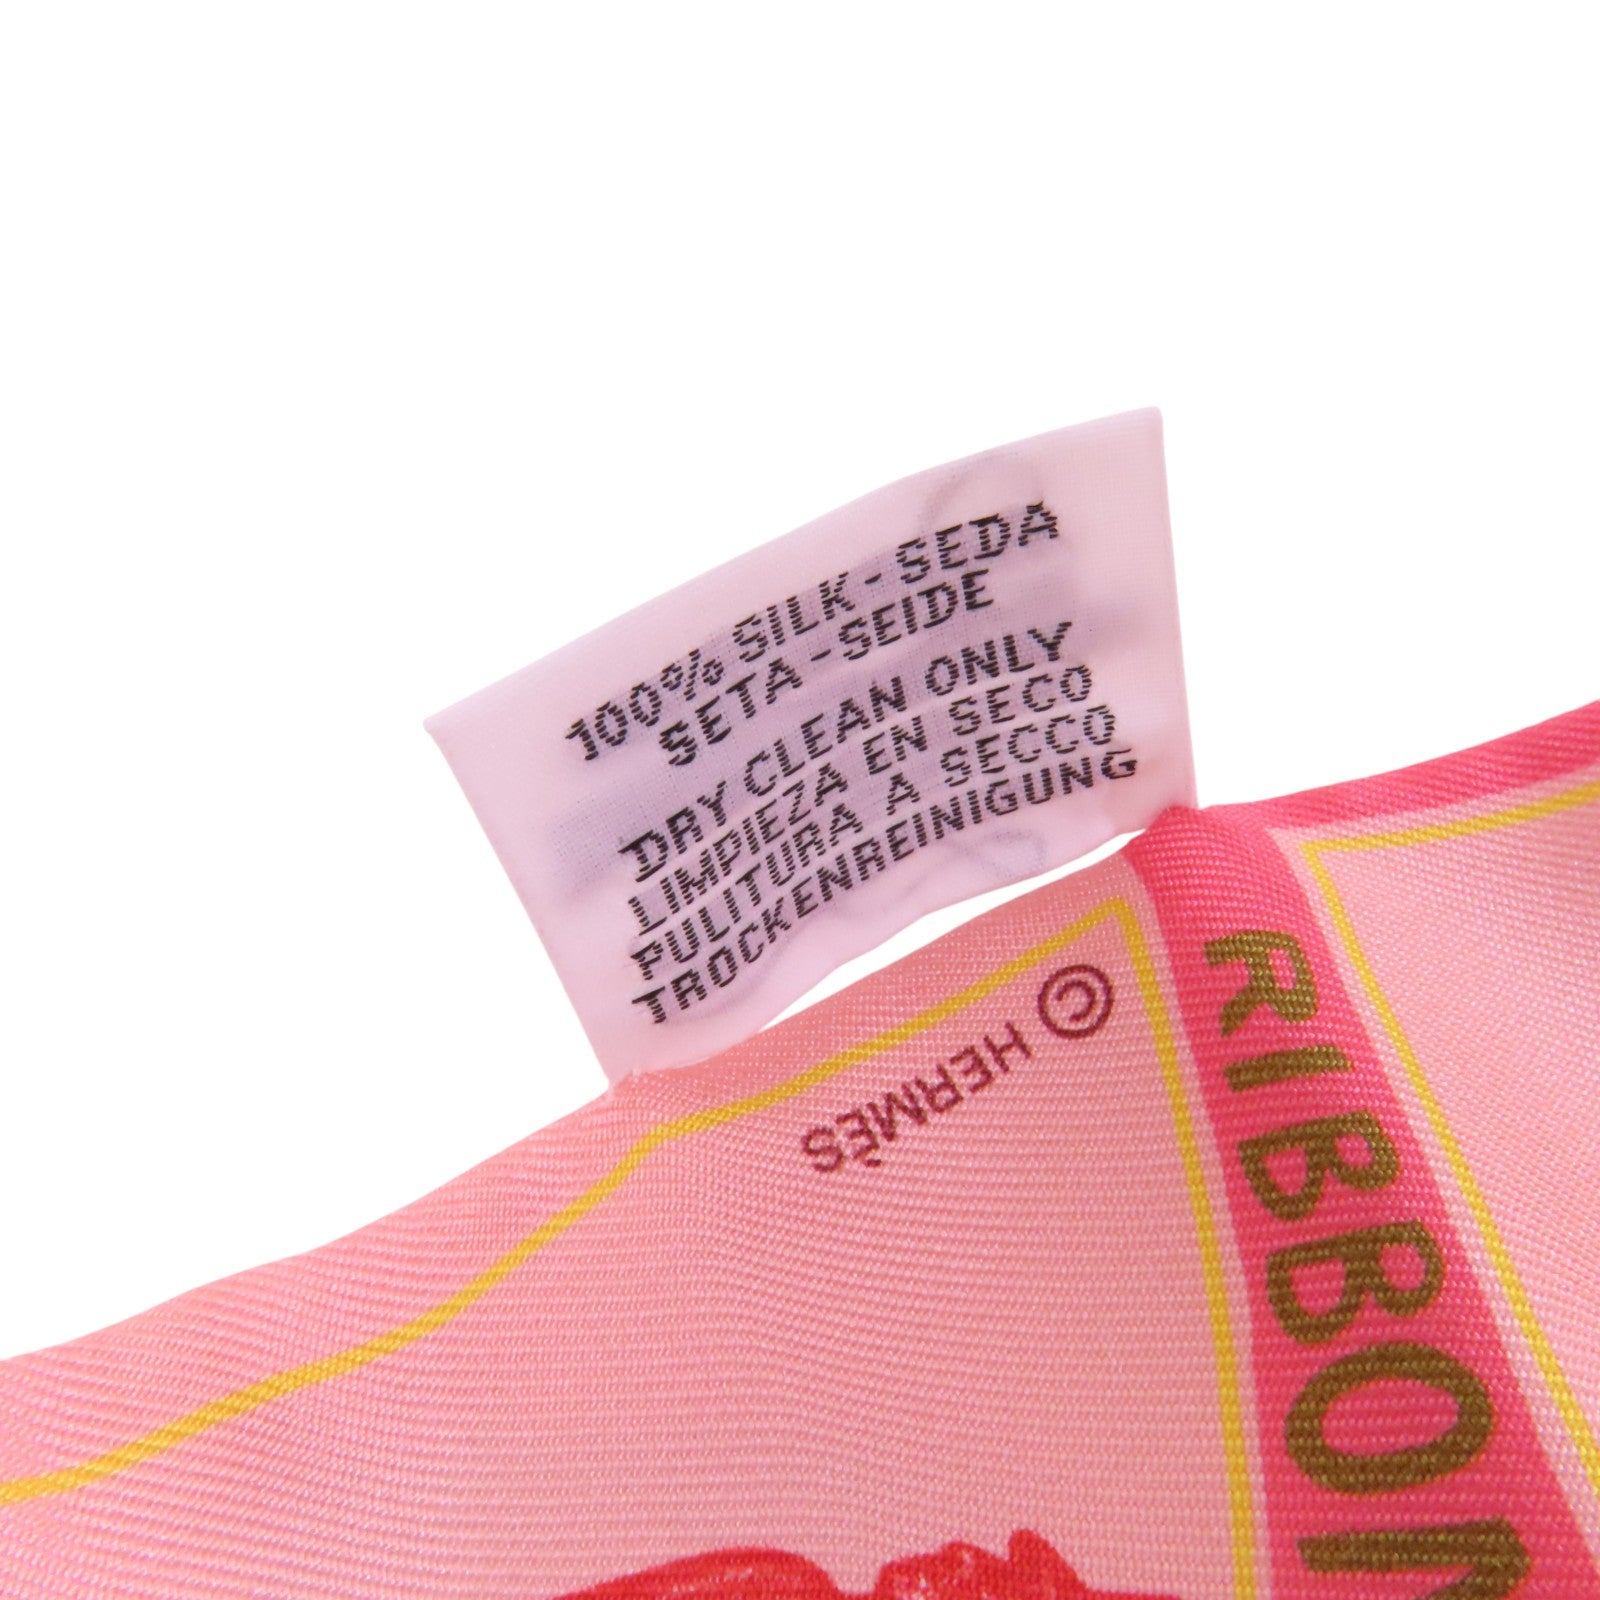 100% SILK - SEDA
SETA - SEIDE
DRY CLEAN ONLY
LIMPIEZA EN SECO
PULITURA A SECCO
TROCKENREINIGUNG
© HERMÈS
RIBBON